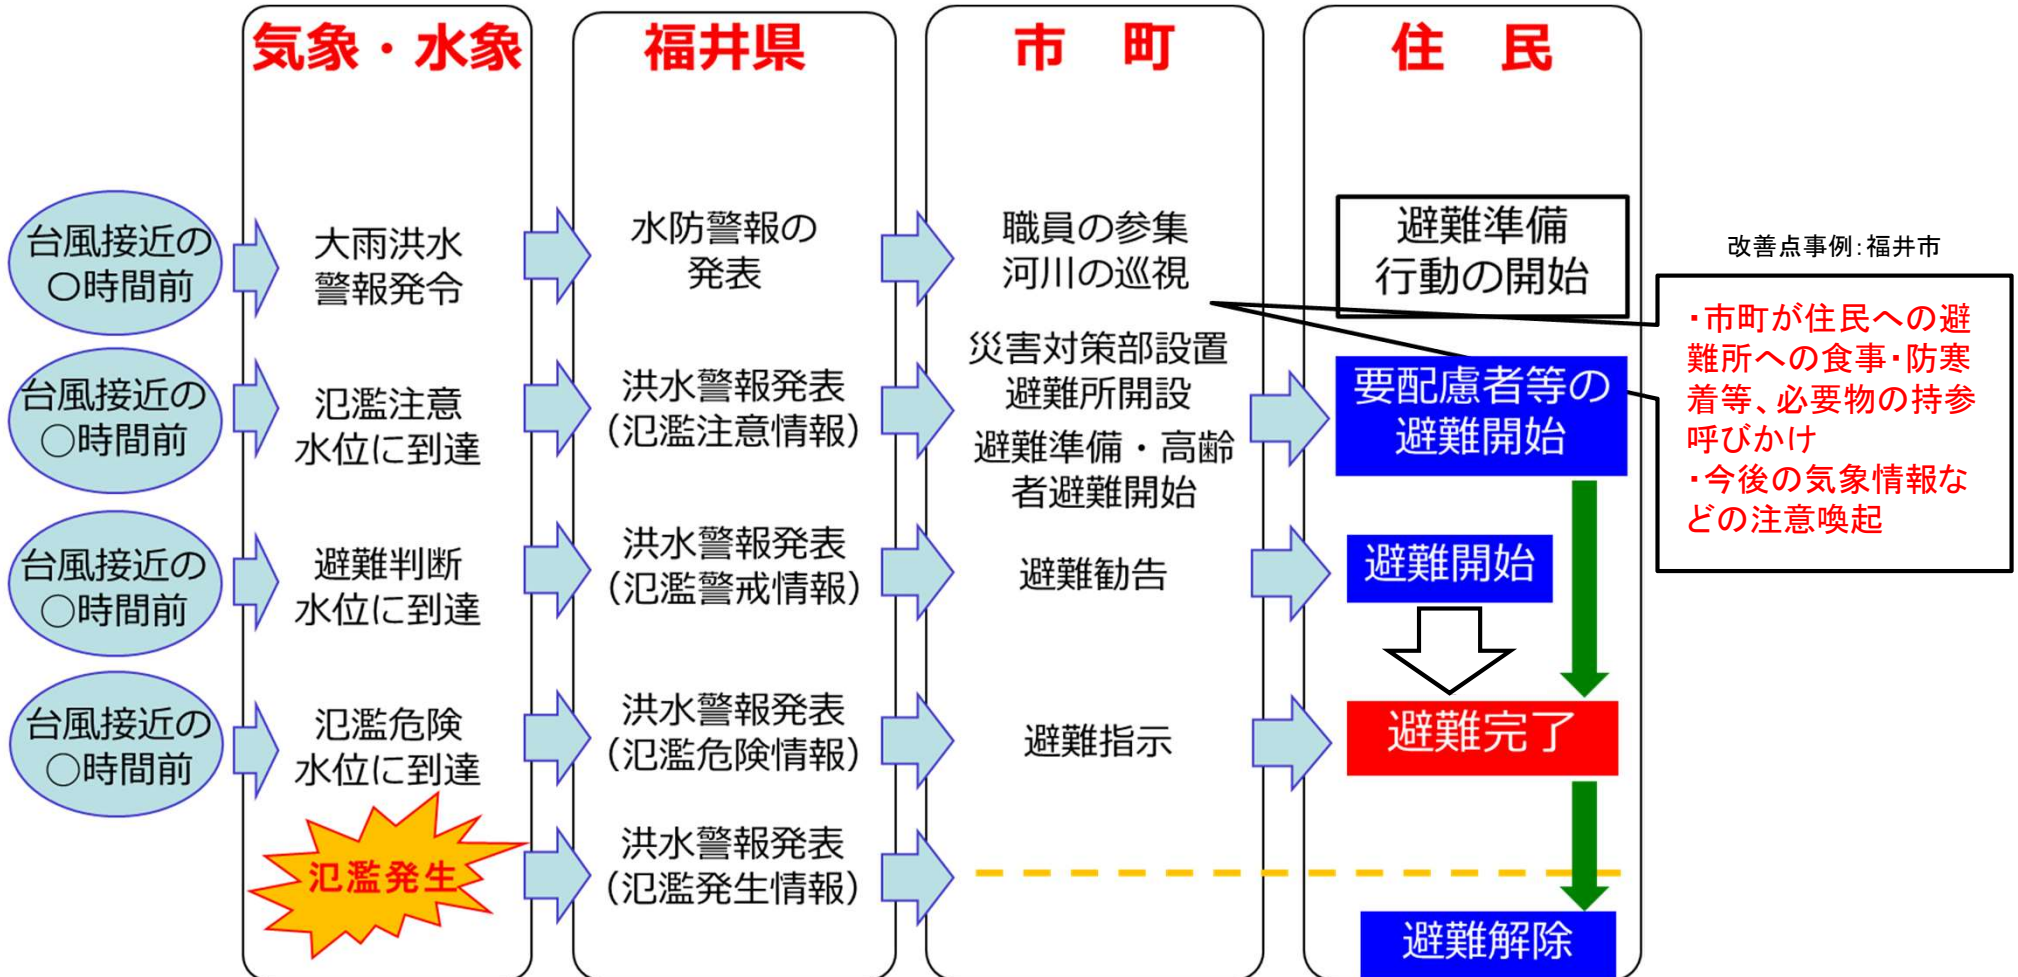 気象・水象
福井県
市　町
住　民
台風接近の
〇時間前
大雨洪水
警報発令
水防警報の
発表
職員の参集
河川の巡視
避難準備
行動の開始
台風接近の
〇時間前
氾濫注意
水位に到達
洪水警報発表
(氾濫注意情報)
災害対策部設置
避難所開設
避難準備・高齢
者避難開始
要配慮者等の
避難開始
台風接近の
〇時間前
避難判断
水位に到達
洪水警報発表
(氾濫警戒情報)
避難勧告
避難開始
台風接近の
〇時間前
氾濫危険
水位に到達
洪水警報発表
(氾濫危険情報)
避難指示
避難完了
氾濫発生
洪水警報発表
(氾濫発生情報)
避難解除
改善点事例：福井市
・市町が住民への避
難所への食事・防寒
着等、必要物の持参
呼びかけ
・今後の気象情報な
どの注意喚起